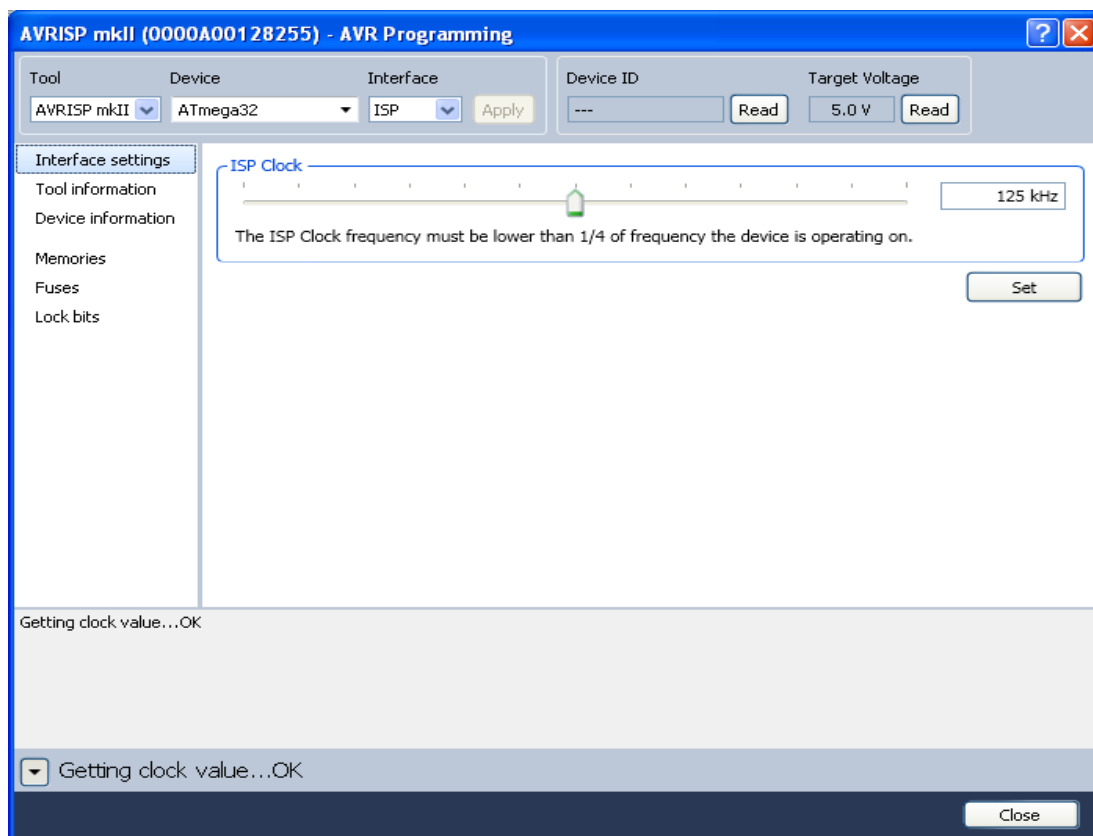 AVRISP mkII (0000A00128255) - AVR Programming
Tool Device Interface Device ID Target Voltage
AVRISP mkII ATmega32 ISP Apply --- Read 5.0 V Read
Interface settings
Tool information
Device information
Memories
Fuses
Lock bits
ISP Clock
125 kHz
The ISP Clock frequency must be lower than 1/4 of frequency the device is operating on.
Set
Getting clock value...OK
Getting clock value...OK
Close